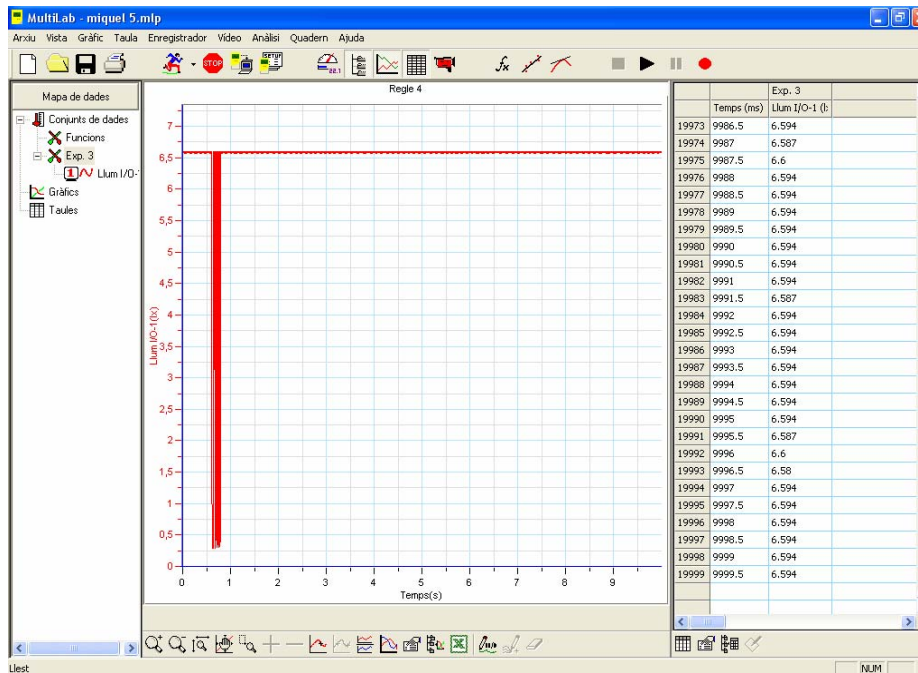 MultiLab - miquel 5.mlp
Arxiu Vista Gràfic Taula Enregistrador Vídeo Anàlisi Quadern Ajuda
STOP
SETUP
22.1
fx
Mapa de dades
Conjunts de dades
Funcions
Exp. 3
1 Llum I/O-
Gràfics
Taules
Regle 4
7
6,5
6
5,5
5
4,5
4
3,5
3
2,5
2
1,5
1
0,5
0
Llum I/O-1(lx)
0 1 2 3 4 5 6 7 8 9
Temps(s)
Exp. 3
Temps (ms) Llum I/O-1 (l:
19973 9986.5 6.594
19974 9987 6.587
19975 9987.5 6.6
19976 9988 6.594
19977 9988.5 6.594
19978 9989 6.594
19979 9989.5 6.594
19980 9990 6.594
19981 9990.5 6.594
19982 9991 6.594
19983 9991.5 6.587
19984 9992 6.594
19985 9992.5 6.594
19986 9993 6.594
19987 9993.5 6.594
19988 9994 6.594
19989 9994.5 6.594
19990 9995 6.594
19991 9995.5 6.587
19992 9996 6.6
19993 9996.5 6.58
19994 9997 6.594
19995 9997.5 6.594
19996 9998 6.594
19997 9998.5 6.594
19998 9999 6.594
19999 9999.5 6.594
Llest
NUM